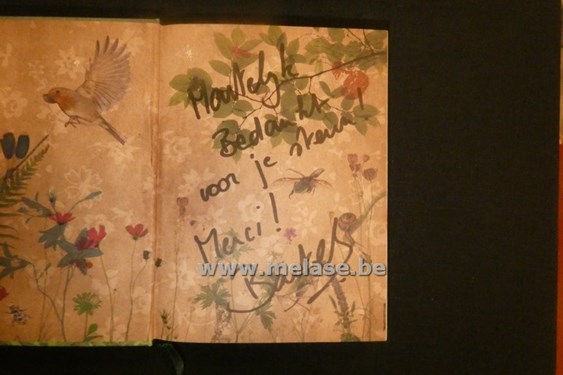 Hartelijk
Bedankt
voor je steun!
Merci!
www.melase.be